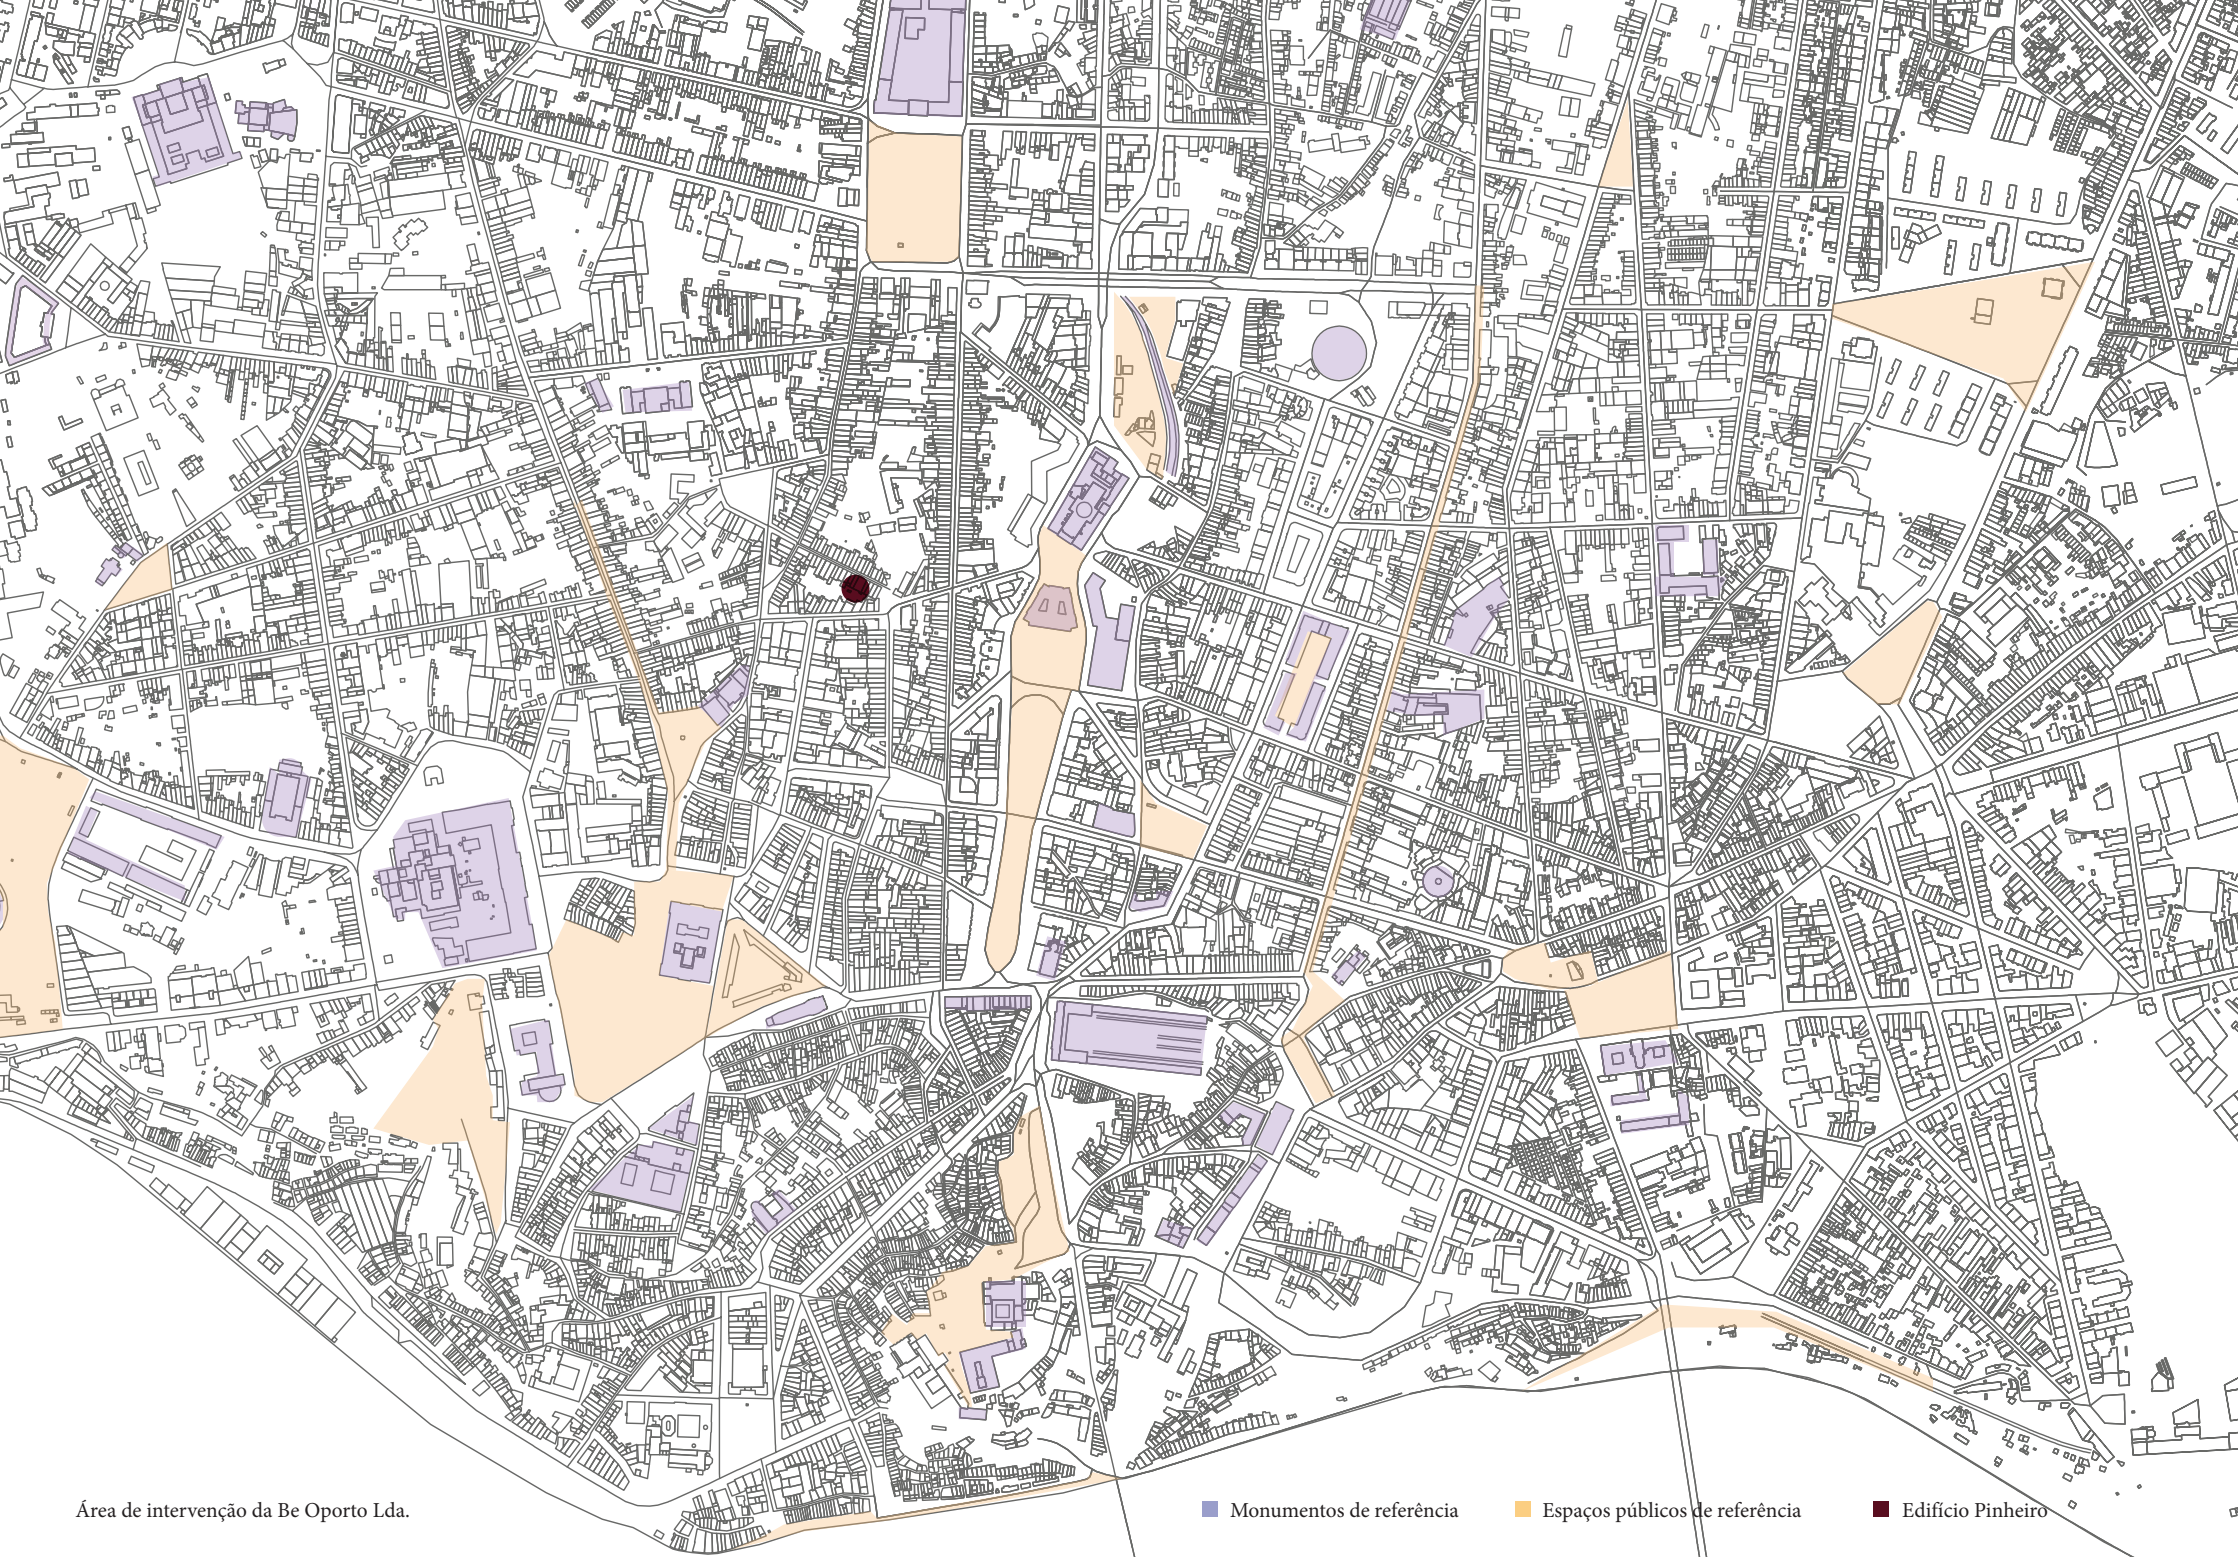 Área de intervenção da Be Oporto Lda.
Monumentos de referência
Espaços públicos de referência
Edifício Pinheiro